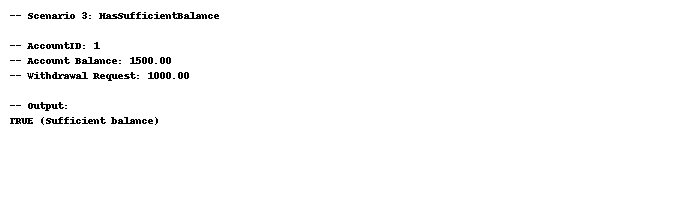 -- Scenario 3: HasSufficientBalance
-- AccountID: 1
-- Account Balance: 1500.00
-- Withdrawal Request: 1000.00
-- Output:
TRUE (Sufficient balance)